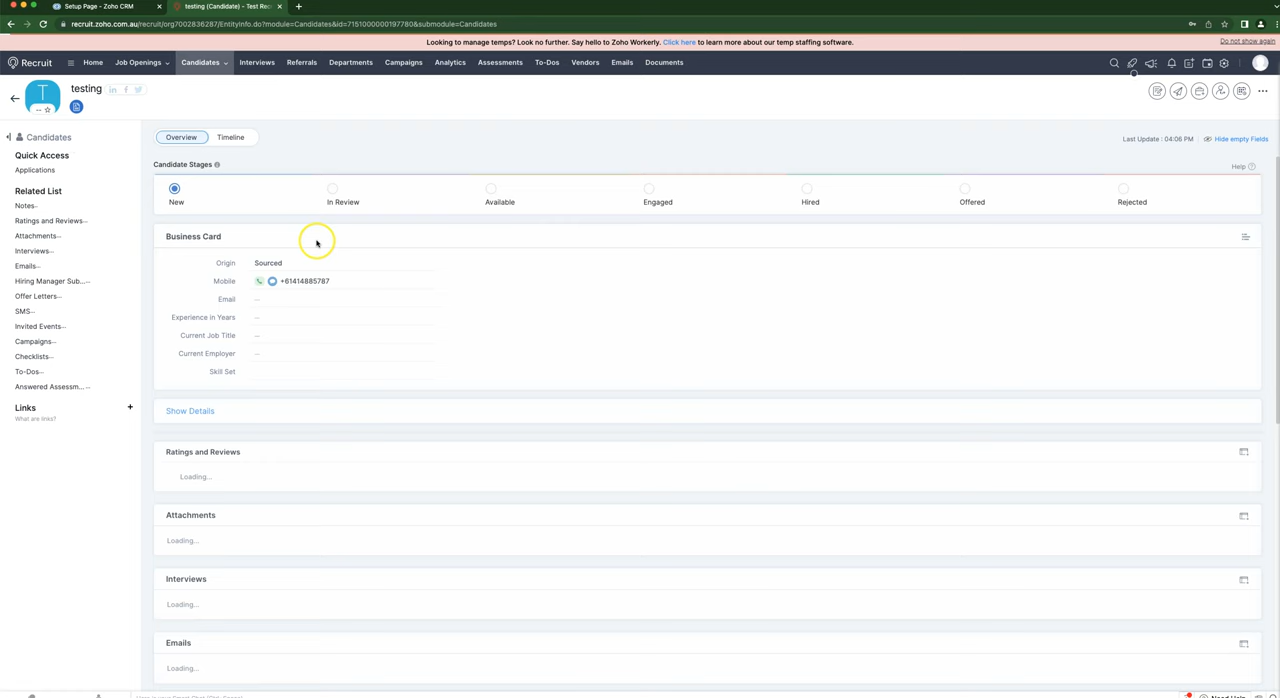 Setup Page - Zoho CRM
testing (Candidate) - Test Rec
recruit.zoho.com.au/recruit/org7002836287/EntityInfo.do?module=Candidates&id=7151000000197780&submodule=Candidates
Looking to manage temps? Look no further. Say hello to Zoho Workerly. Click here to learn more about our temp staffing software.
Do not show again
Recruit Home Job Openings Candidates Interviews Referrals Departments Campaigns Analytics Assessments To-Dos Vendors Emails Documents
T
testing
Candidates
Quick Access
Applications
Related List
Notes--
Ratings and Reviews--
Attachments--
Interviews--
Emails--
Hiring Manager Sub...--
Offer Letters--
SMS--
Invited Events--
Campaigns--
Checklists--
To-Dos--
Answered Assessm...--
Links +
What are links?
Overview Timeline
Last Update : 04:06 PM Hide empty Fields
Candidate Stages
Help
New In Review Available Engaged Hired Offered Rejected
Business Card
Origin Sourced
Mobile +61414885787
Email --
Experience in Years --
Current Job Title --
Current Employer --
Skill Set
Show Details
Ratings and Reviews
Loading...
Attachments
Loading...
Interviews
Loading...
Emails
Loading...